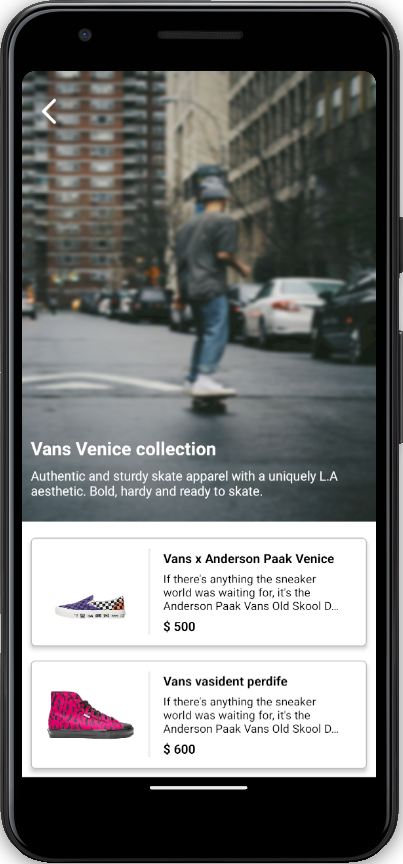 Vans Venice collection
Authentic and sturdy skate apparel with a uniquely L.A
aesthetic. Bold, hardy and ready to skate.
Vans x Anderson Paak Venice
If there's anything the sneaker
world was waiting for, it's the
Anderson Paak Vans Old Skool D...
$ 500
Vans vasident perdife
If there's anything the sneaker
world was waiting for, it's the
Anderson Paak Vans Old Skool D...
$ 600